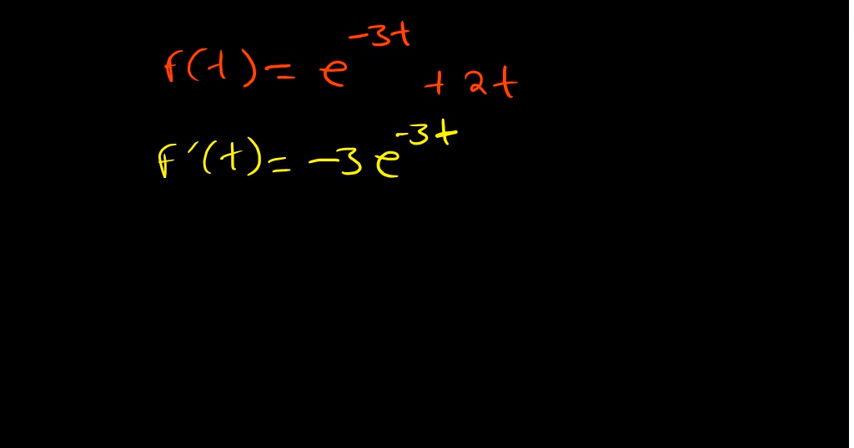 f(t) = e^{-3t} + 2t
f'(t) = -3e^{-3t}